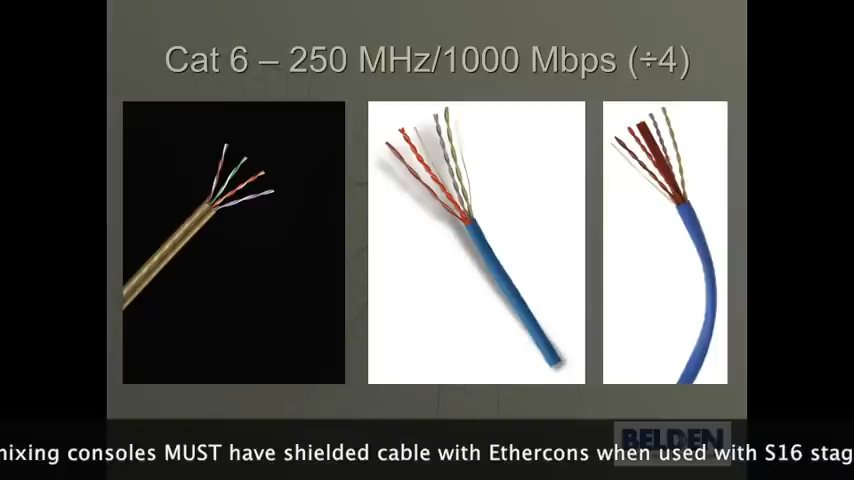 Cat 6 – 250 MHz/1000 Mbps (÷4)
BELDEN
mixing consoles MUST have shielded cable with Ethercons when used with S16 stag